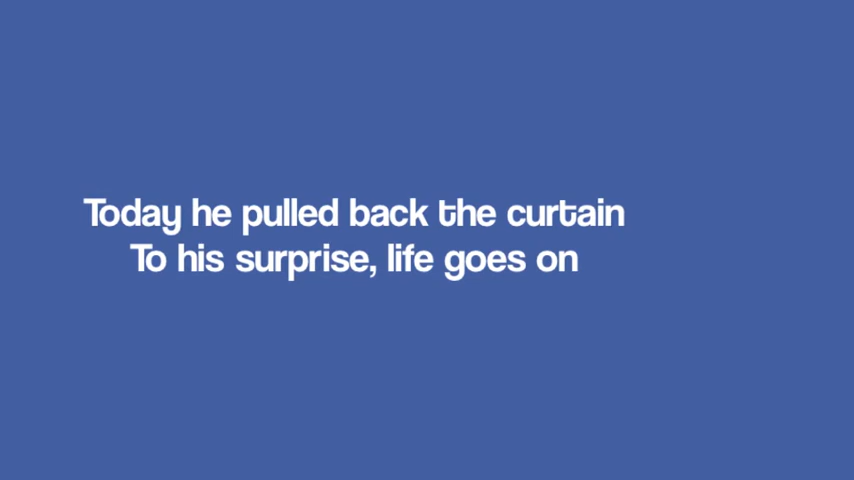 Today he pulled back the curtain
To his surprise, life goes on